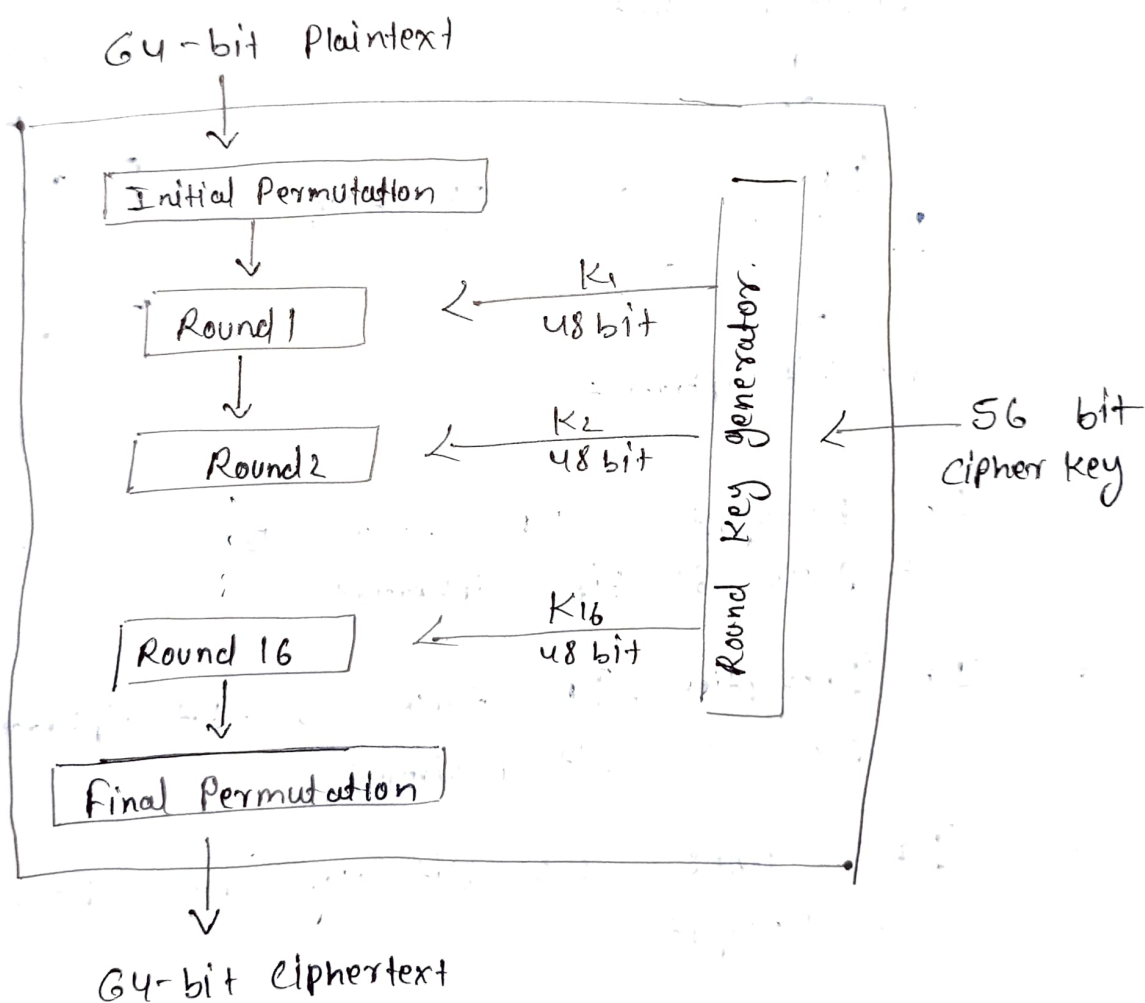 64-bit Plaintext
Initial Permutation
Round 1
K1
48 bit
Round 2
K2
48 bit
Round 16
K16
48 bit
Round Key generator.
56 bit
cipher key
Final Permutation
64-bit Ciphertext